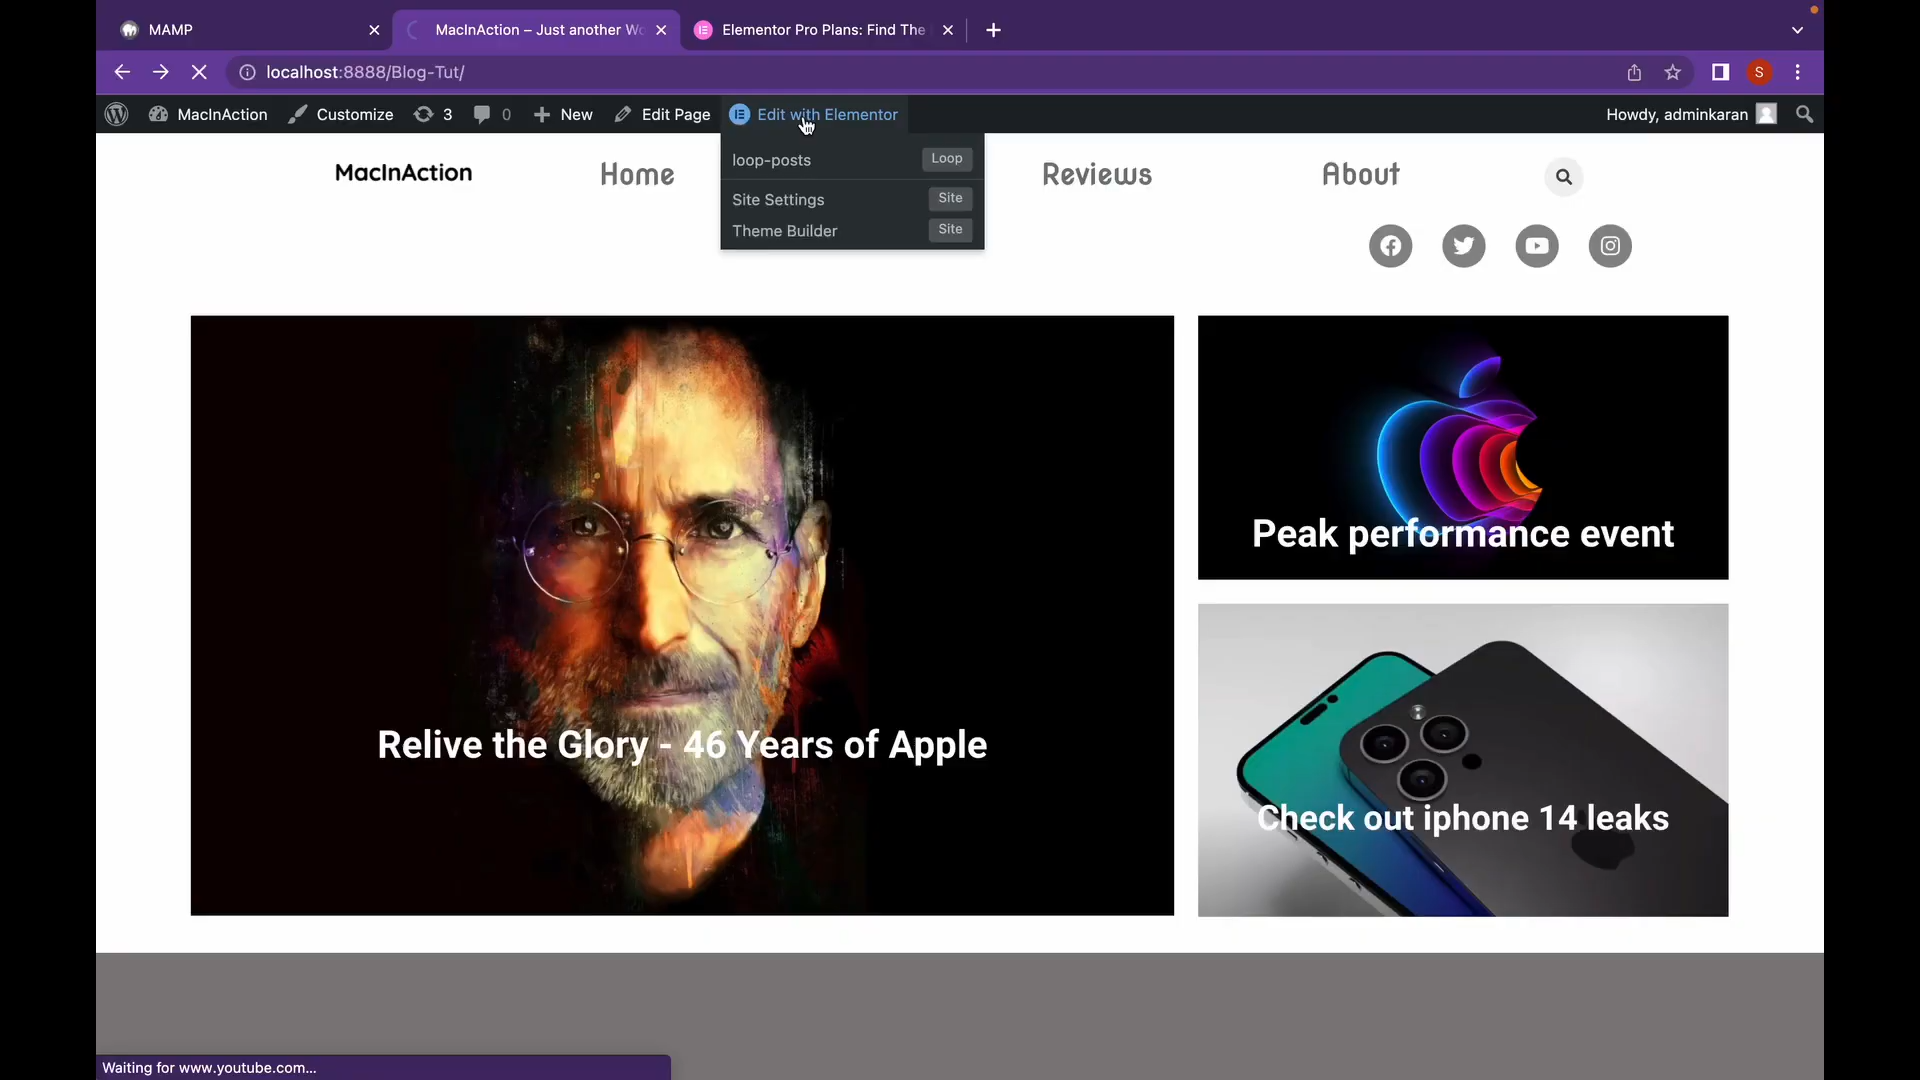 MAMP
MacInAction – Just another Wo
Elementor Pro Plans: Find The
localhost:8888/Blog-Tut/
S
MacInAction
Customize
3
0
New
Edit Page
Edit with Elementor
Howdy, adminkaran
loop-posts
Loop
Site Settings
Site
Theme Builder
Site
MacInAction
Home
Reviews
About
Relive the Glory - 46 Years of Apple
Peak performance event
Check out iphone 14 leaks
Waiting for www.youtube.com...